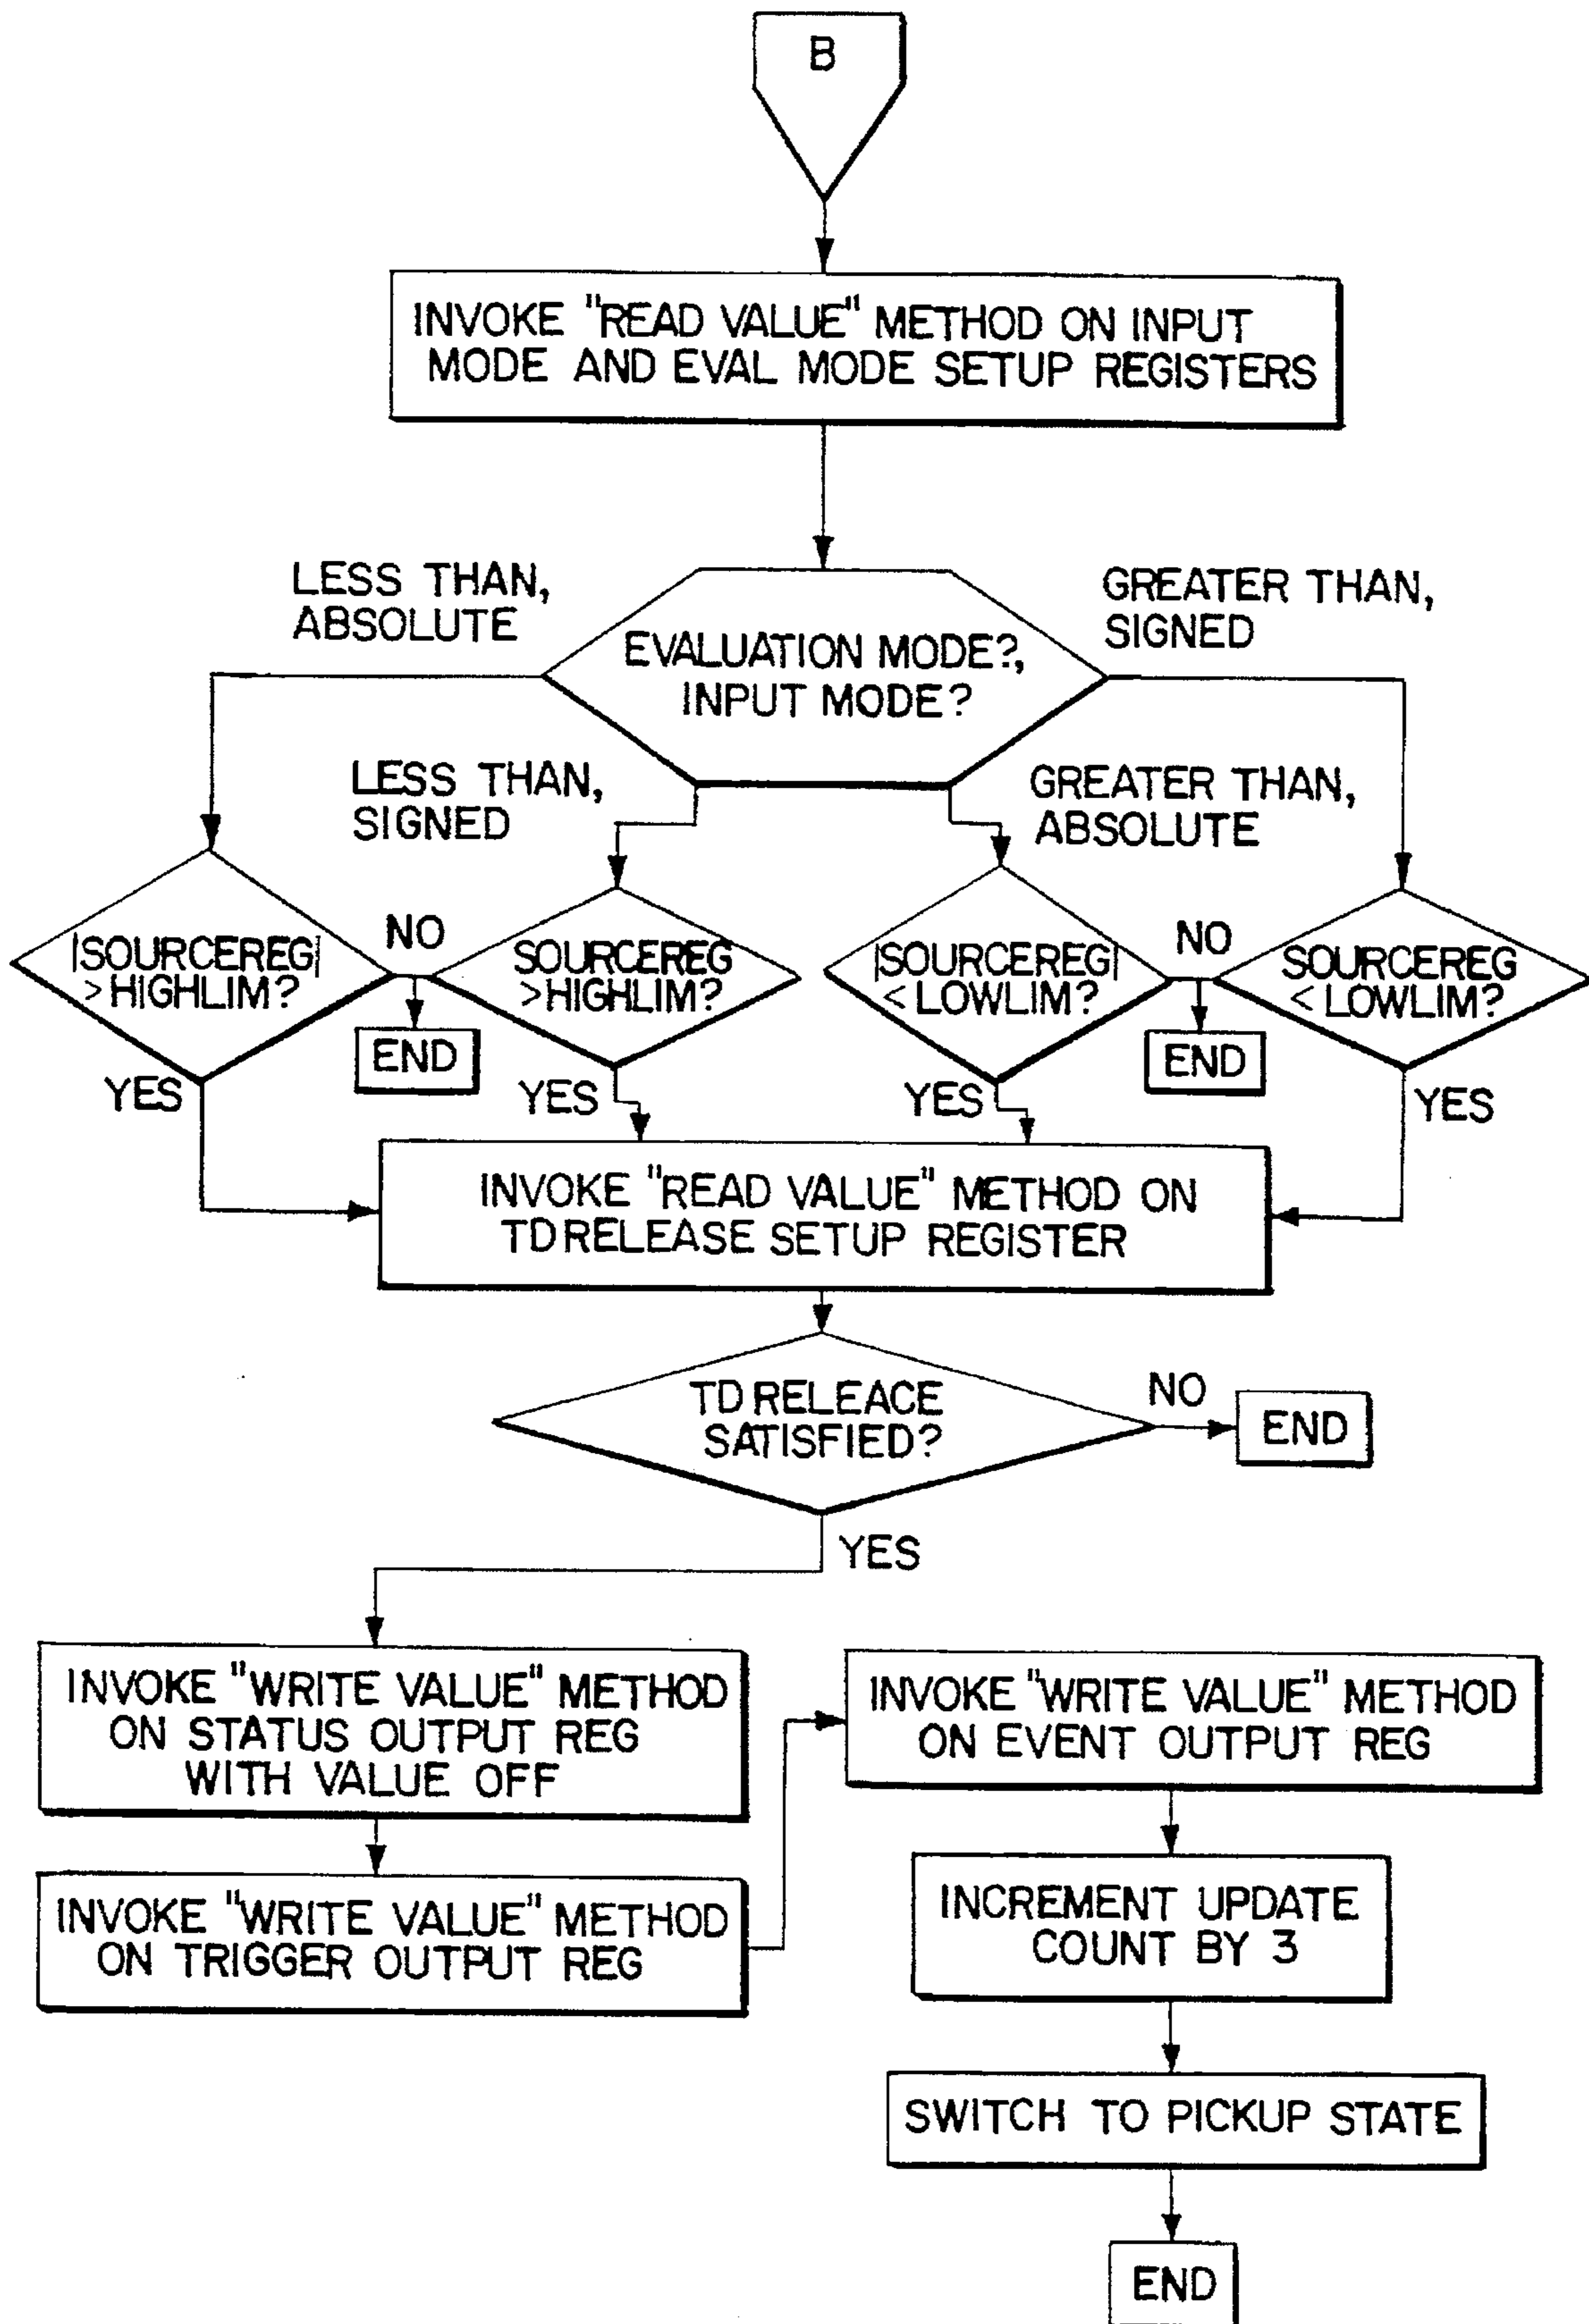 B
INVOKE "READ VALUE" METHOD ON INPUT
MODE AND EVAL MODE SETUP REGISTERS
LESS THAN,
ABSOLUTE
GREATER THAN,
SIGNED
EVALUATION MODE?,
INPUT MODE?
LESS THAN,
SIGNED
GREATER THAN,
ABSOLUTE
|SOURCEREG|
>HIGHLIM?
NO
SOURCEREG
>HIGHLIM?
|SOURCEREG|
< LOWLIM?
NO
SOURCEREG
< LOWLIM?
END
END
YES
YES
YES
YES
INVOKE "READ VALUE" METHOD ON
TD RELEASE SETUP REGISTER
TD RELEACE
SATISFIED?
NO
END
YES
INVOKE "WRITE VALUE" METHOD
ON STATUS OUTPUT REG
WITH VALUE OFF
INVOKE "WRITE VALUE" METHOD
ON TRIGGER OUTPUT REG
INVOKE "WRITE VALUE" METHOD
ON EVENT OUTPUT REG
INCREMENT UPDATE
COUNT BY 3
SWITCH TO PICKUP STATE
END